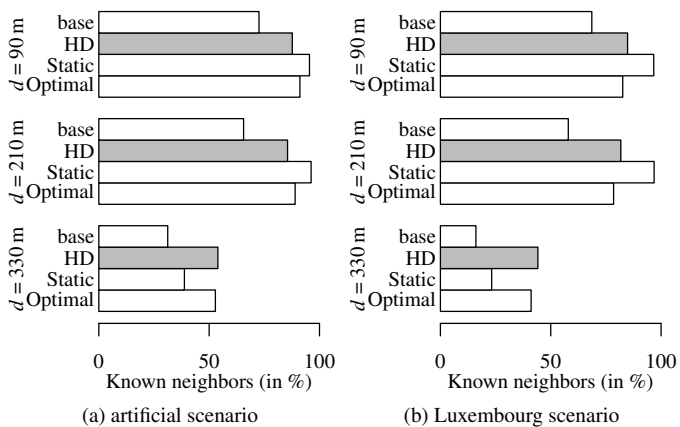 d = 90 m
base
HD
Static
Optimal
d = 210 m
base
HD
Static
Optimal
d = 330 m
base
HD
Static
Optimal
0 50 100
Known neighbors (in %)
(a) artificial scenario
d = 90 m
base
HD
Static
Optimal
d = 210 m
base
HD
Static
Optimal
d = 330 m
base
HD
Static
Optimal
0 50 100
Known neighbors (in %)
(b) Luxembourg scenario